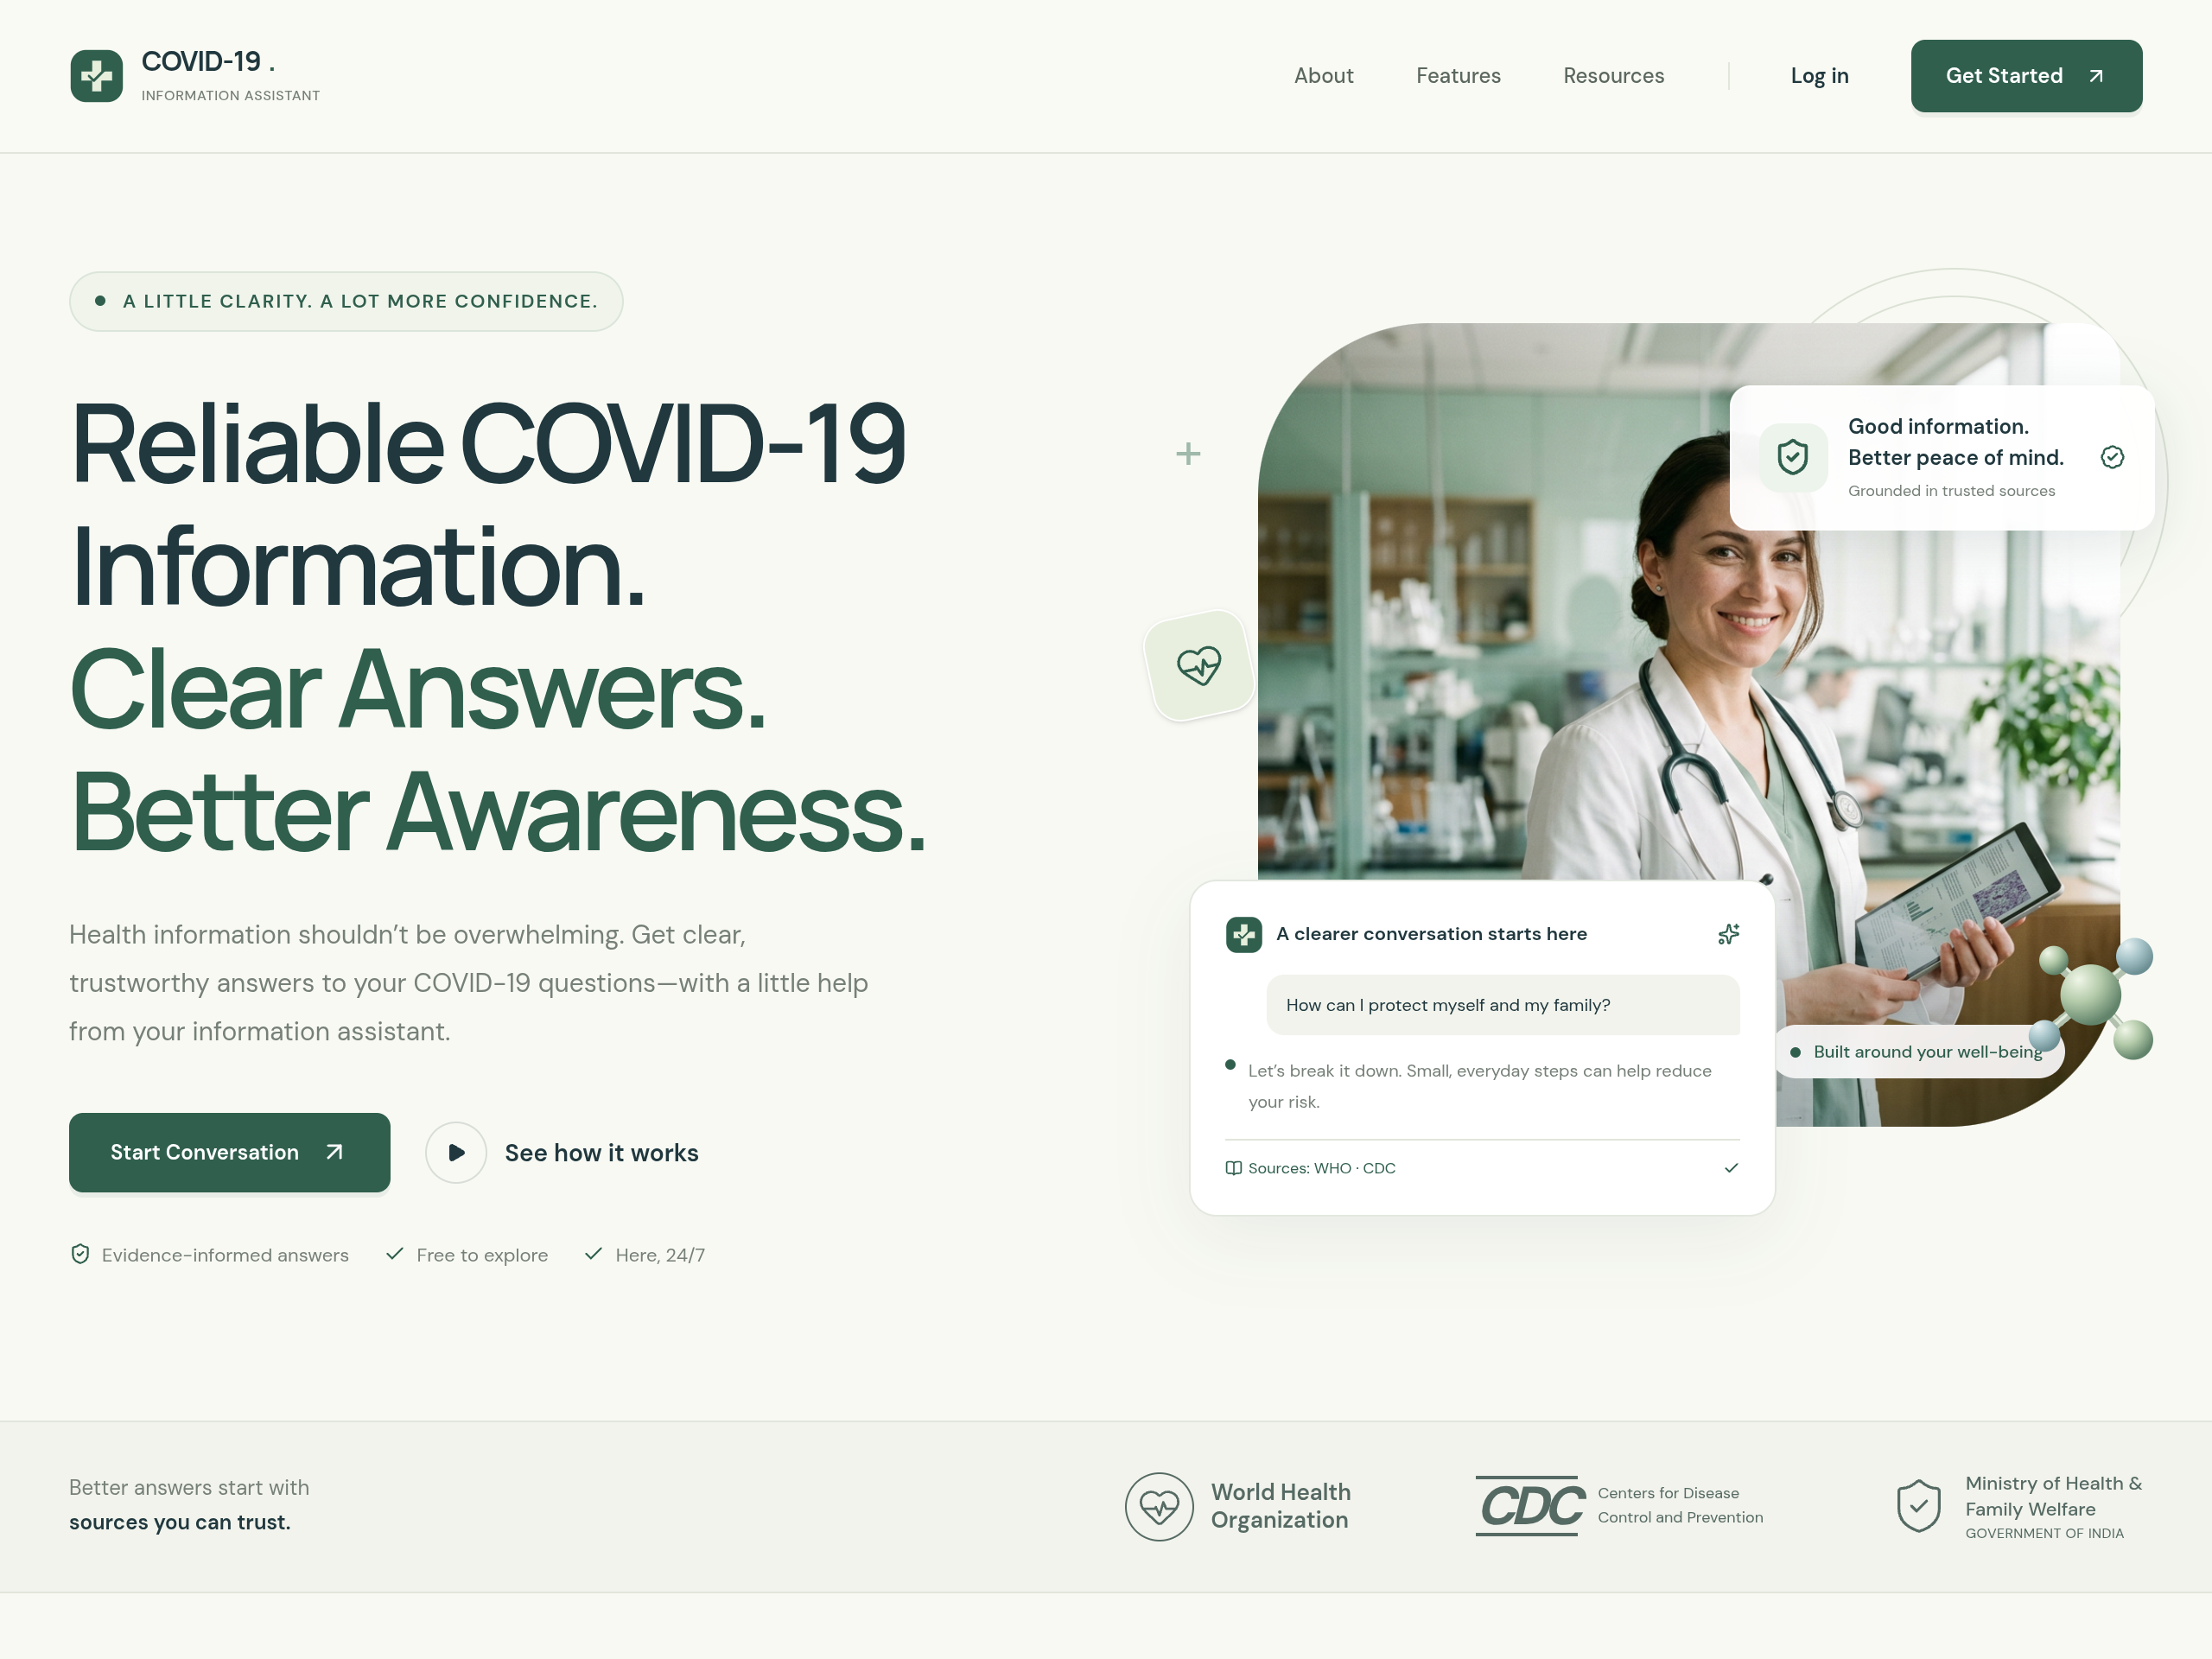 COVID-19 .
INFORMATION ASSISTANT
About
Features
Resources
Log in
Get Started
A LITTLE CLARITY. A LOT MORE CONFIDENCE.
Reliable COVID-19
Information.
Clear Answers.
Better Awareness.
Health information shouldn’t be overwhelming. Get clear,
trustworthy answers to your COVID-19 questions—with a little help
from your information assistant.
Start Conversation
See how it works
Evidence-informed answers
Free to explore
Here, 24/7
Good information.
Better peace of mind.
Grounded in trusted sources
A clearer conversation starts here
How can I protect myself and my family?
Let’s break it down. Small, everyday steps can help reduce
your risk.
Sources: WHO · CDC
Built around your well-being
Better answers start with
sources you can trust.
World Health
Organization
CDC
Centers for Disease
Control and Prevention
Ministry of Health &
Family Welfare
GOVERNMENT OF INDIA